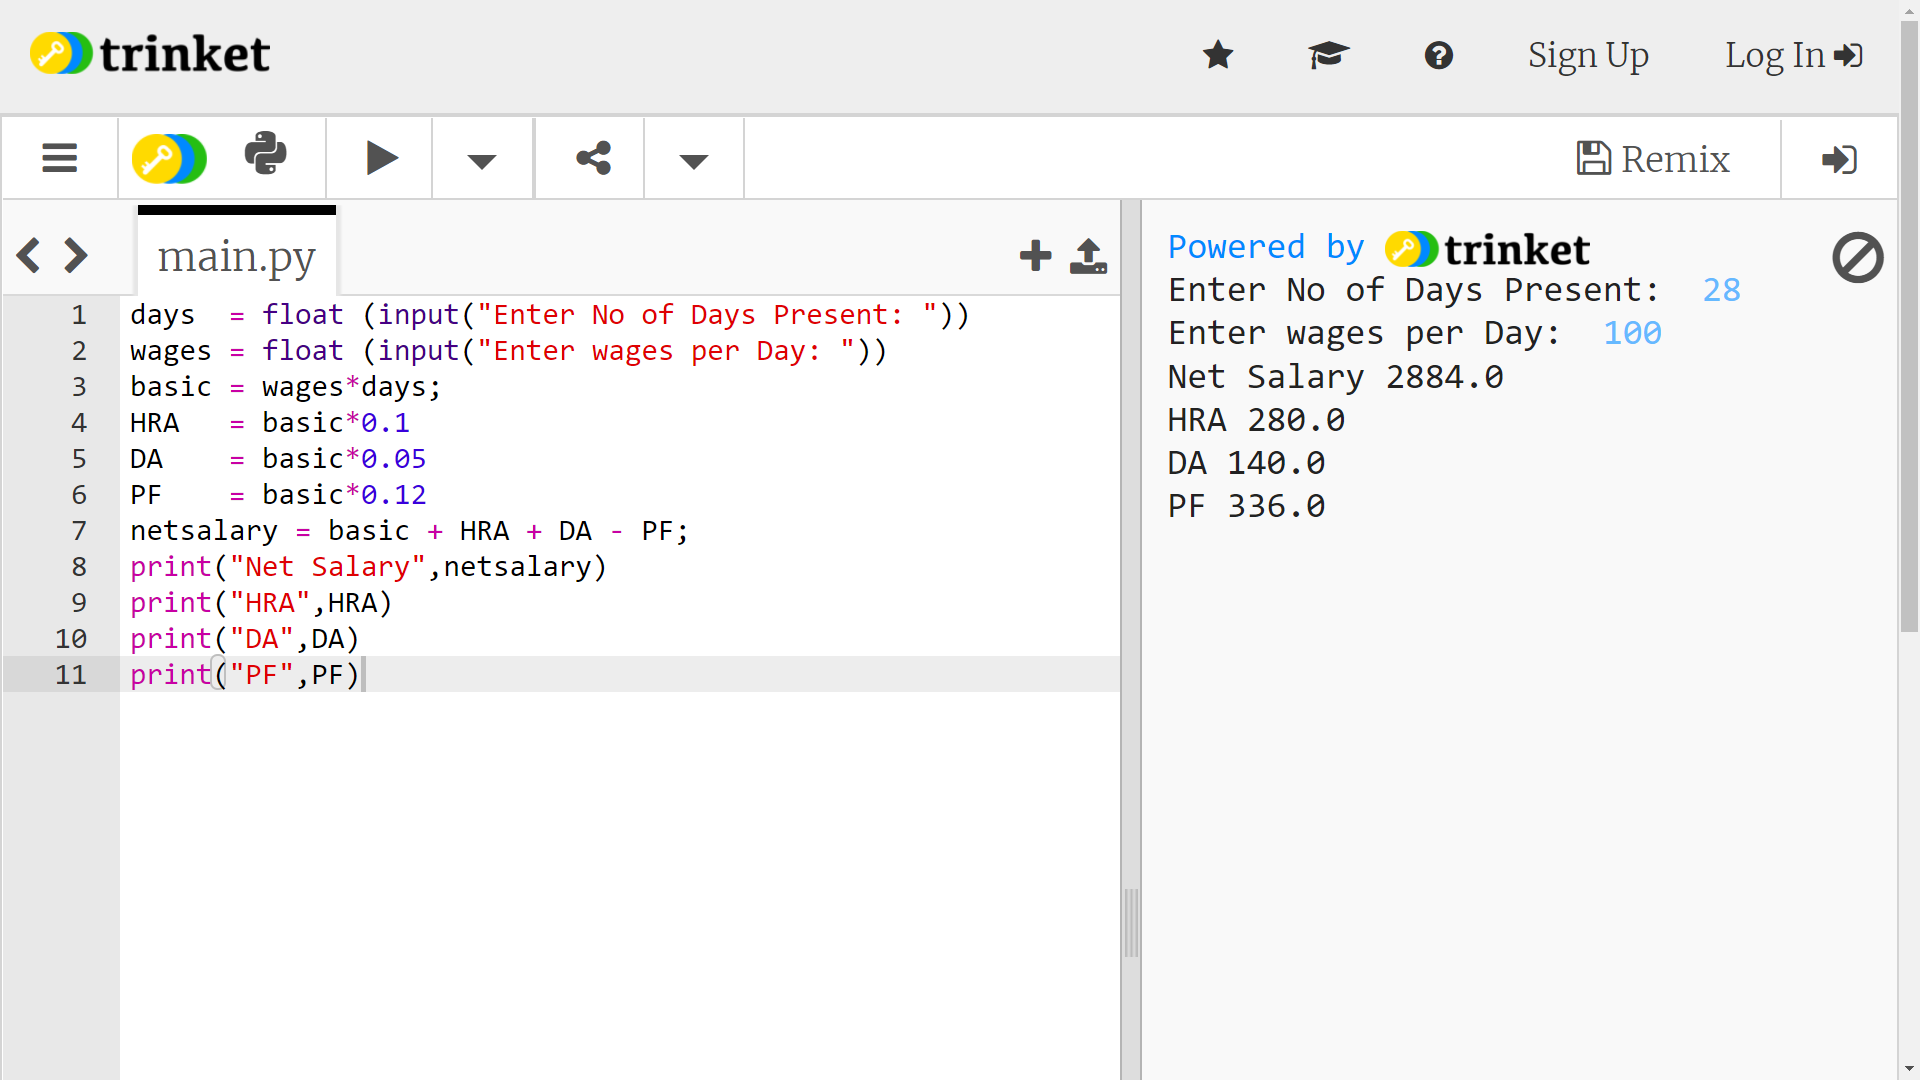 trinket
Sign Up
Log In
Remix
main.py
1 days  = float (input("Enter No of Days Present: "))
2 wages = float (input("Enter wages per Day: "))
3 basic = wages*days;
4 HRA   = basic*0.1
5 DA    = basic*0.05
6 PF    = basic*0.12
7 netsalary = basic + HRA + DA - PF;
8 print("Net Salary",netsalary)
9 print("HRA",HRA)
10 print("DA",DA)
11 print("PF",PF)
Powered by trinket
Enter No of Days Present:  28
Enter wages per Day:  100
Net Salary 2884.0
HRA 280.0
DA 140.0
PF 336.0